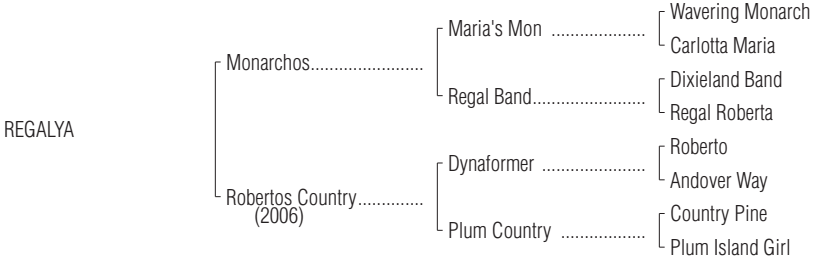 Wavering Monarch
Maria's Mon ......................
Carlotta Maria
Monarchos..........................
Dixieland Band
Regal Band..........................
Regal Roberta
REGALYA
Roberto
Dynaformer ........................
Andover Way
Robertos Country...............
(2006)
Country Pine
Plum Country ....................
Plum Island Girl